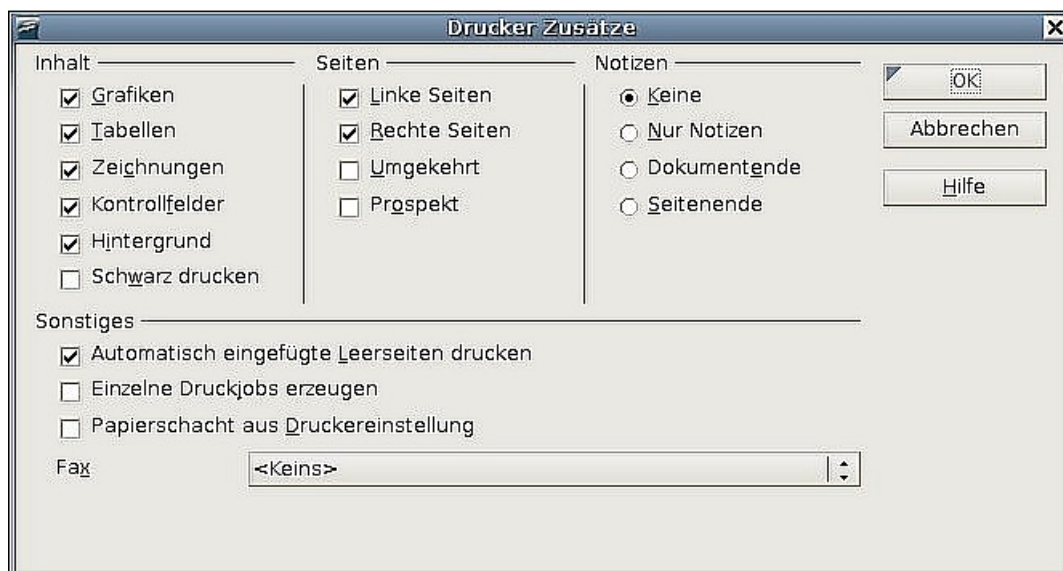 Drucker Zusätze
Inhalt
Grafiken
Tabellen
Zeichnungen
Kontrollfelder
Hintergrund
Schwarz drucken
Seiten
Linke Seiten
Rechte Seiten
Umgekehrt
Prospekt
Notizen
Keine
Nur Notizen
Dokumentende
Seitenende
OK
Abbrechen
Hilfe
Sonstiges
Automatisch eingefügte Leerseiten drucken
Einzelne Druckjobs erzeugen
Papierschacht aus Druckereinstellung
Fax <Keins>